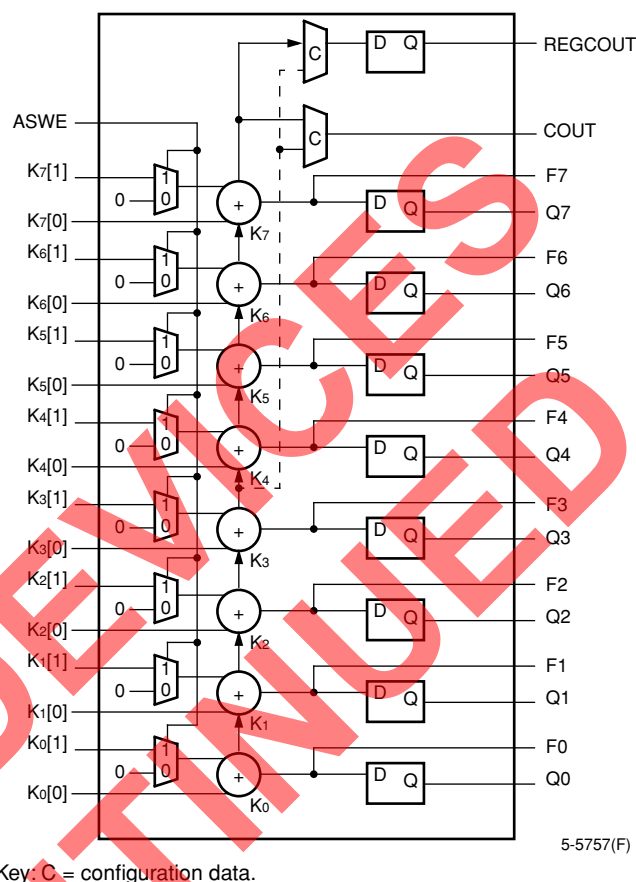 D Q
REGCOUT
C
ASWE
C
COUT
K7[1]
1
0
0
+
K7
F7
D Q
Q7
K7[0]
K6[1]
1
0
0
+
K6
F6
D Q
Q6
K6[0]
K5[1]
1
0
0
+
K5
F5
D Q
Q5
K5[0]
K4[1]
1
0
0
+
K4
F4
D Q
Q4
K4[0]
K3[1]
1
0
0
+
K3
F3
D Q
Q3
K3[0]
K2[1]
1
0
0
+
K2
F2
D Q
Q2
K2[0]
K1[1]
1
0
0
+
K1
F1
D Q
Q1
K1[0]
K0[1]
1
0
0
+
K0
F0
D Q
Q0
K0[0]
5-5757(F)
Key: C = configuration data.
DEVICES
TINUED